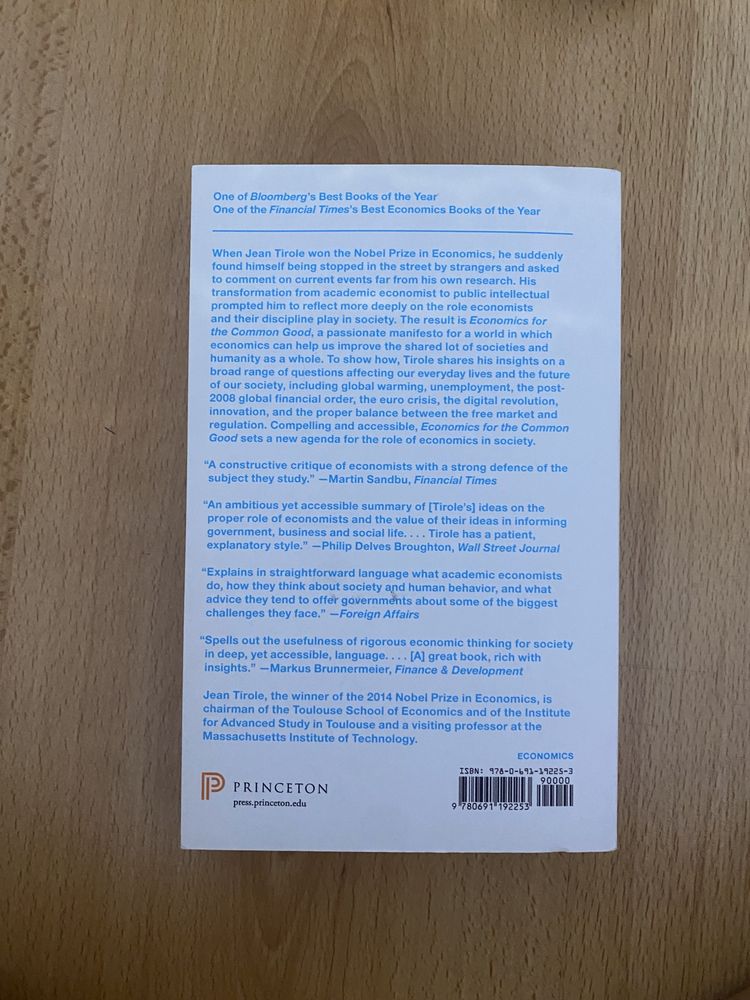 One of Bloomberg's Best Books of the Year
One of the Financial Times's Best Economics Books of the Year
When Jean Tirole won the Nobel Prize in Economics, he suddenly
found himself being stopped in the street by strangers and asked
to comment on current events far from his own research. His
transformation from academic economist to public intellectual
prompted him to reflect more deeply on the role economists
and their discipline play in society. The result is Economics for
the Common Good, a passionate manifesto for a world in which
economics can help us improve the shared lot of societies and
humanity as a whole. To show how, Tirole shares his insights on a
broad range of questions affecting our everyday lives and the future
of our society, including global warming, unemployment, the post-
2008 global financial order, the euro crisis, the digital revolution,
innovation, and the proper balance between the free market and
regulation. Compelling and accessible, Economics for the Common
Good sets a new agenda for the role of economics in society.
“A constructive critique of economists with a strong defence of the
subject they study.” —Martin Sandbu, Financial Times
“An ambitious yet accessible summary of [Tirole's] ideas on the
proper role of economists and the value of their ideas in informing
government, business and social life. . . . Tirole has a patient,
explanatory style.” —Philip Delves Broughton, Wall Street Journal
“Explains in straightforward language what academic economists
do, how they think about society and human behavior, and what
advice they tend to offer governments about some of the biggest
challenges they face.” —Foreign Affairs
“Spells out the usefulness of rigorous economic thinking for society
in deep, yet accessible, language. . . . [A] great book, rich with
insights.” —Markus Brunnermeier, Finance & Development
Jean Tirole, the winner of the 2014 Nobel Prize in Economics, is
chairman of the Toulouse School of Economics and of the Institute
for Advanced Study in Toulouse and a visiting professor at the
Massachusetts Institute of Technology.
ECONOMICS
PRINCETON
press.princeton.edu
ISBN: 978-0-691-19225-3
90000
9 780691 192253